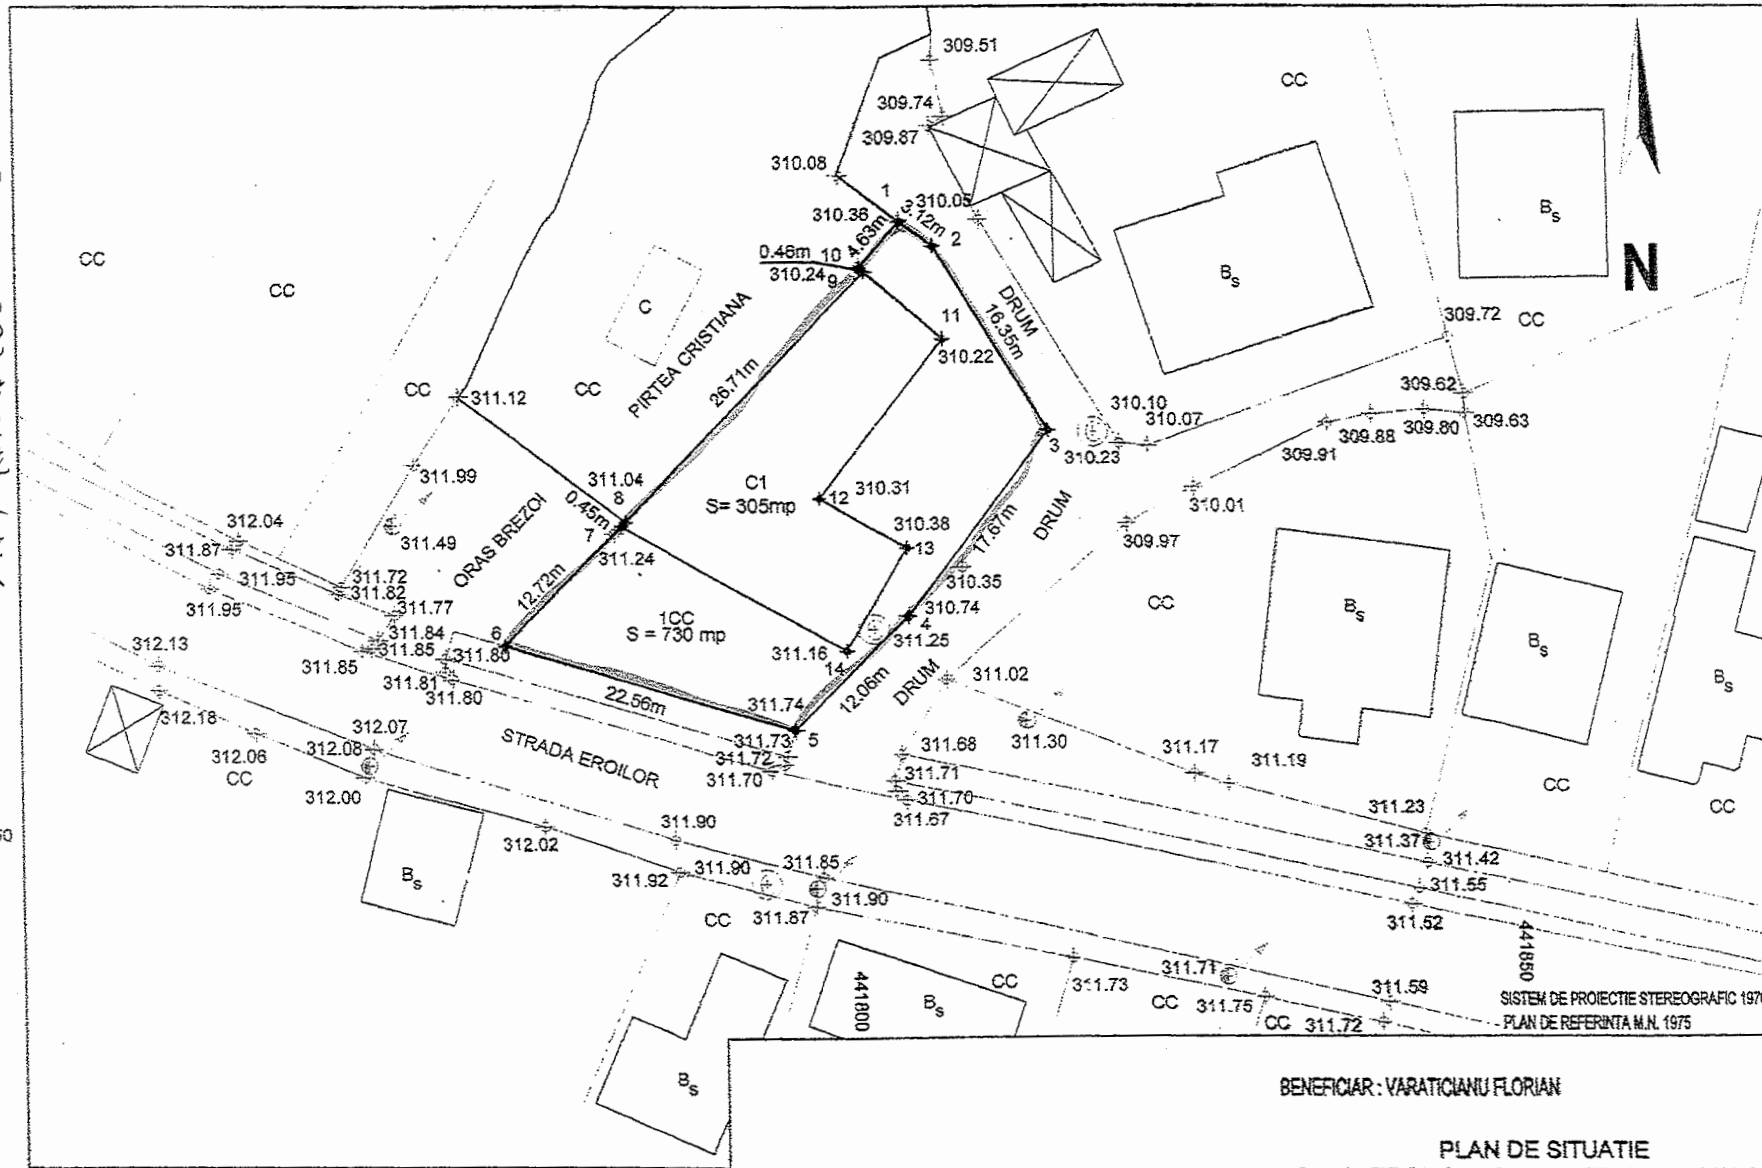 309.51
CC
309.74
309.87
310.08
1
310.05
310.36
3.12m
2
4.63m
0.46m
10
310.24
9
CC
CC
C
PIRTEA CRISTIANA
DRUM
16.35m
11
310.22
Bs
Bs
N
309.72
CC
26.71m
CC
CC
311.12
309.62
309.63
309.80
309.88
309.91
310.10
310.07
3
310.23
311.99
311.04
8
0.45m
7
311.24
C1
S= 305mp
12
310.31
310.38
13
17.67m
DRUM
310.01
309.97
ORAS BREZOI
312.04
311.87
311.49
311.95
311.95
311.72
311.82
311.77
12.72m
310.35
310.74
4
311.25
CC
Bs
Bs
Bs
1CC
S = 730 mp
6
311.84
311.85
311.85
311.80
311.81
311.80
312.13
312.18
311.16
14
DRUM
311.02
12.06m
22.56m
311.74
5
311.73
311.72
311.70
311.30
STRADA EROILOR
312.07
312.08
312.06
CC
312.00
311.68
311.71
311.70
311.67
311.17
311.19
CC
CC
311.23
311.37
311.42
311.55
311.52
312.02
311.90
311.90
311.92
311.85
311.90
311.87
Bs
CC
441800
441850
311.73
311.71
311.75
311.59
311.72
CC
CC
CC
Bs
Bs
SISTEM DE PROIECTIE STEREOGRAFIC 1970
PLAN DE REFERINTA M.N. 1975
BENEFICIAR : VARATICIANU FLORIAN
PLAN DE SITUATIE